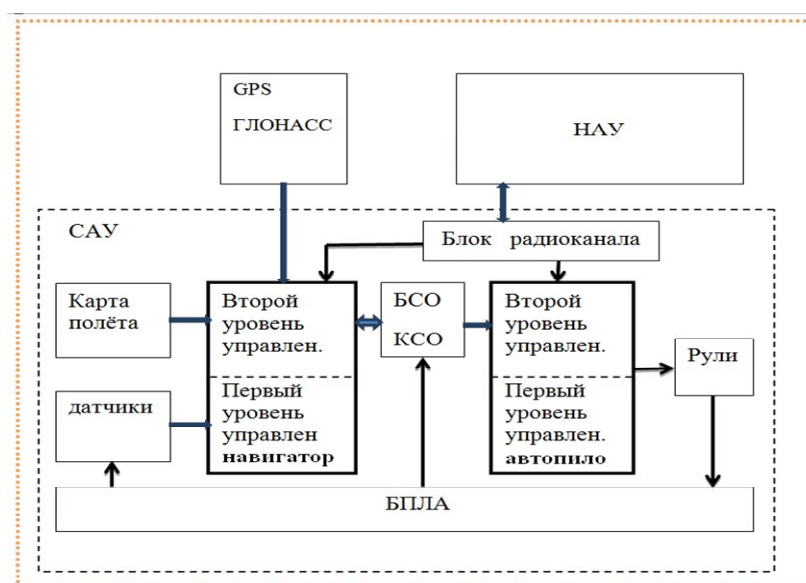 GPS
ГЛОНАСС
НАУ
САУ
Блок радиоканала
Карта
полёта
Второй
уровень
управлен.
БСО
КСО
Второй
уровень
управлен.
Рули
датчики
Первый
уровень
управлен
навигатор
Первый
уровень
управлен.
автопило
БПЛА